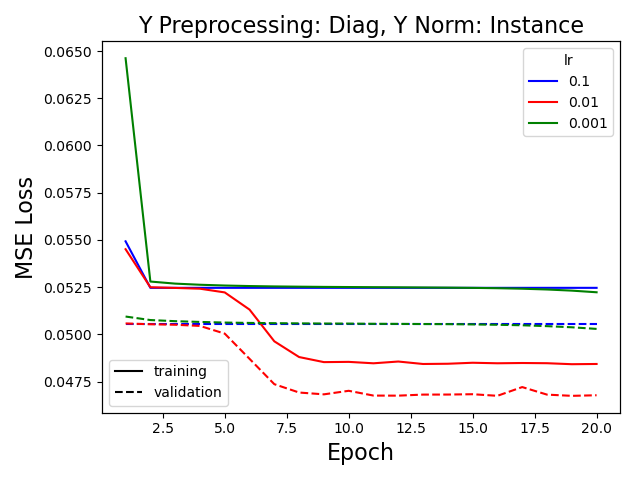 Y Preprocessing: Diag, Y Norm: Instance
MSE Loss
0.0650
0.0625
0.0600
0.0575
0.0550
0.0525
0.0500
0.0475
lr
0.1
0.01
0.001
training
validation
2.5 5.0 7.5 10.0 12.5 15.0 17.5 20.0
Epoch